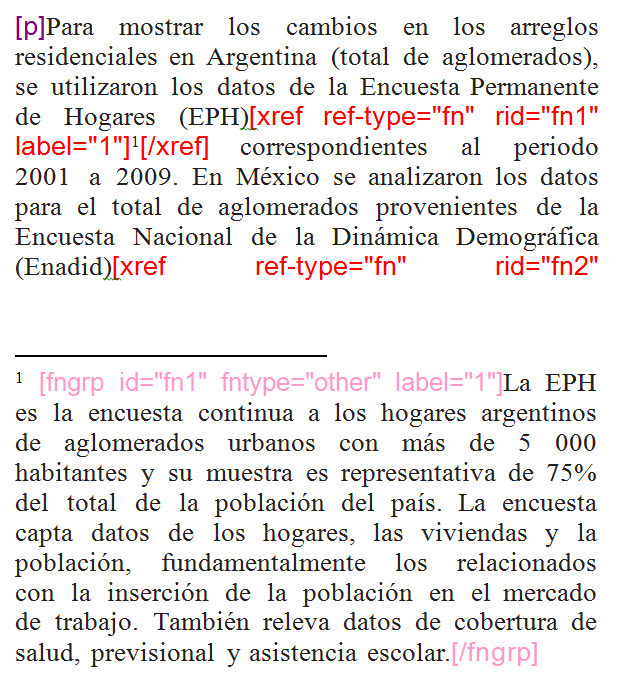 [p]Para mostrar los cambios en los arreglos
residenciales en Argentina (total de aglomerados),
se utilizaron los datos de la Encuesta Permanente
de Hogares (EPH)[xref ref-type="fn" rid="fn1"
label="1"]¹[/xref] correspondientes al periodo
2001 a 2009. En México se analizaron los datos
para el total de aglomerados provenientes de la
Encuesta Nacional de la Dinámica Demográfica
(Enadid)[xref ref-type="fn" rid="fn2"
¹ [fngrp id="fn1" fntype="other" label="1"]La EPH
es la encuesta continua a los hogares argentinos
de aglomerados urbanos con más de 5 000
habitantes y su muestra es representativa de 75%
del total de la población del país. La encuesta
capta datos de los hogares, las viviendas y la
población, fundamentalmente los relacionados
con la inserción de la población en el mercado
de trabajo. También releva datos de cobertura de
salud, previsional y asistencia escolar.[/fngrp]